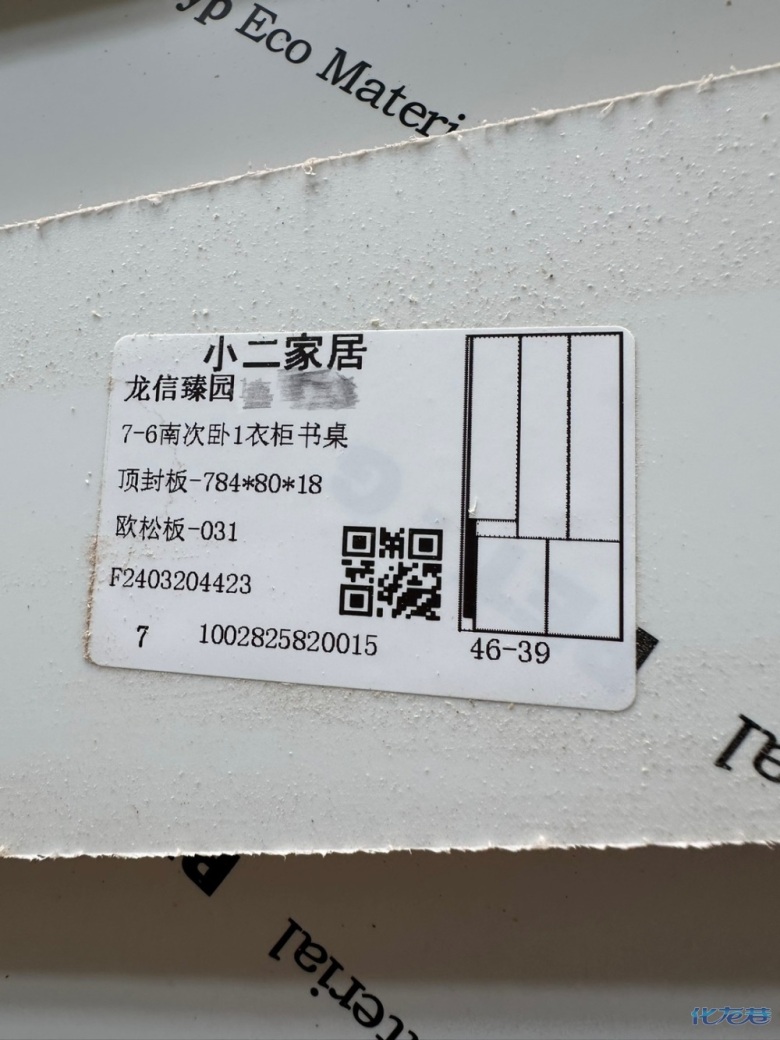 Eco Materi
小二家居
龙信臻园
7-6南次卧1衣柜书桌
顶封板-784*80*18
欧松板-031
F2403204423
7 1002825820015 46-39
terial
化龙巷